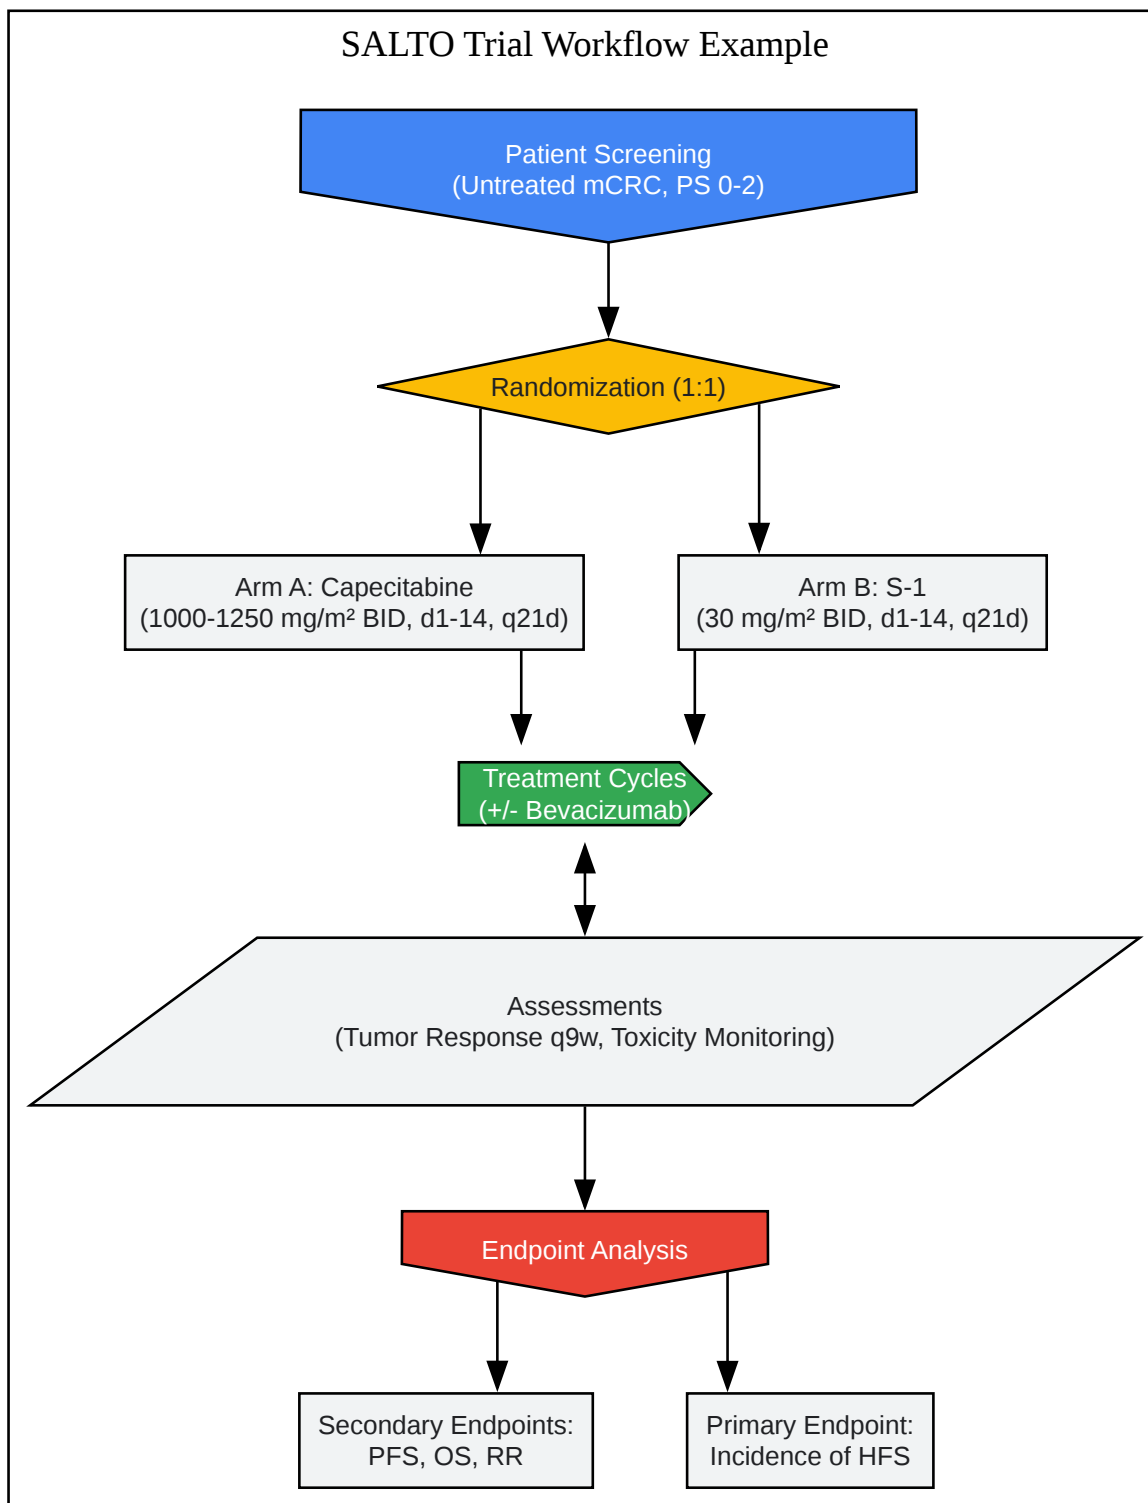 SALTO Trial Workflow Example
Patient Screening
(Untreated mCRC, PS 0-2)
Randomization (1:1)
Arm A: Capecitabine
(1000-1250 mg/m² BID, d1-14, q21d)
Arm B: S-1
(30 mg/m² BID, d1-14, q21d)
Treatment Cycles
(+/- Bevacizumab)
Assessments
(Tumor Response q9w, Toxicity Monitoring)
Endpoint Analysis
Secondary Endpoints:
PFS, OS, RR
Primary Endpoint:
Incidence of HFS